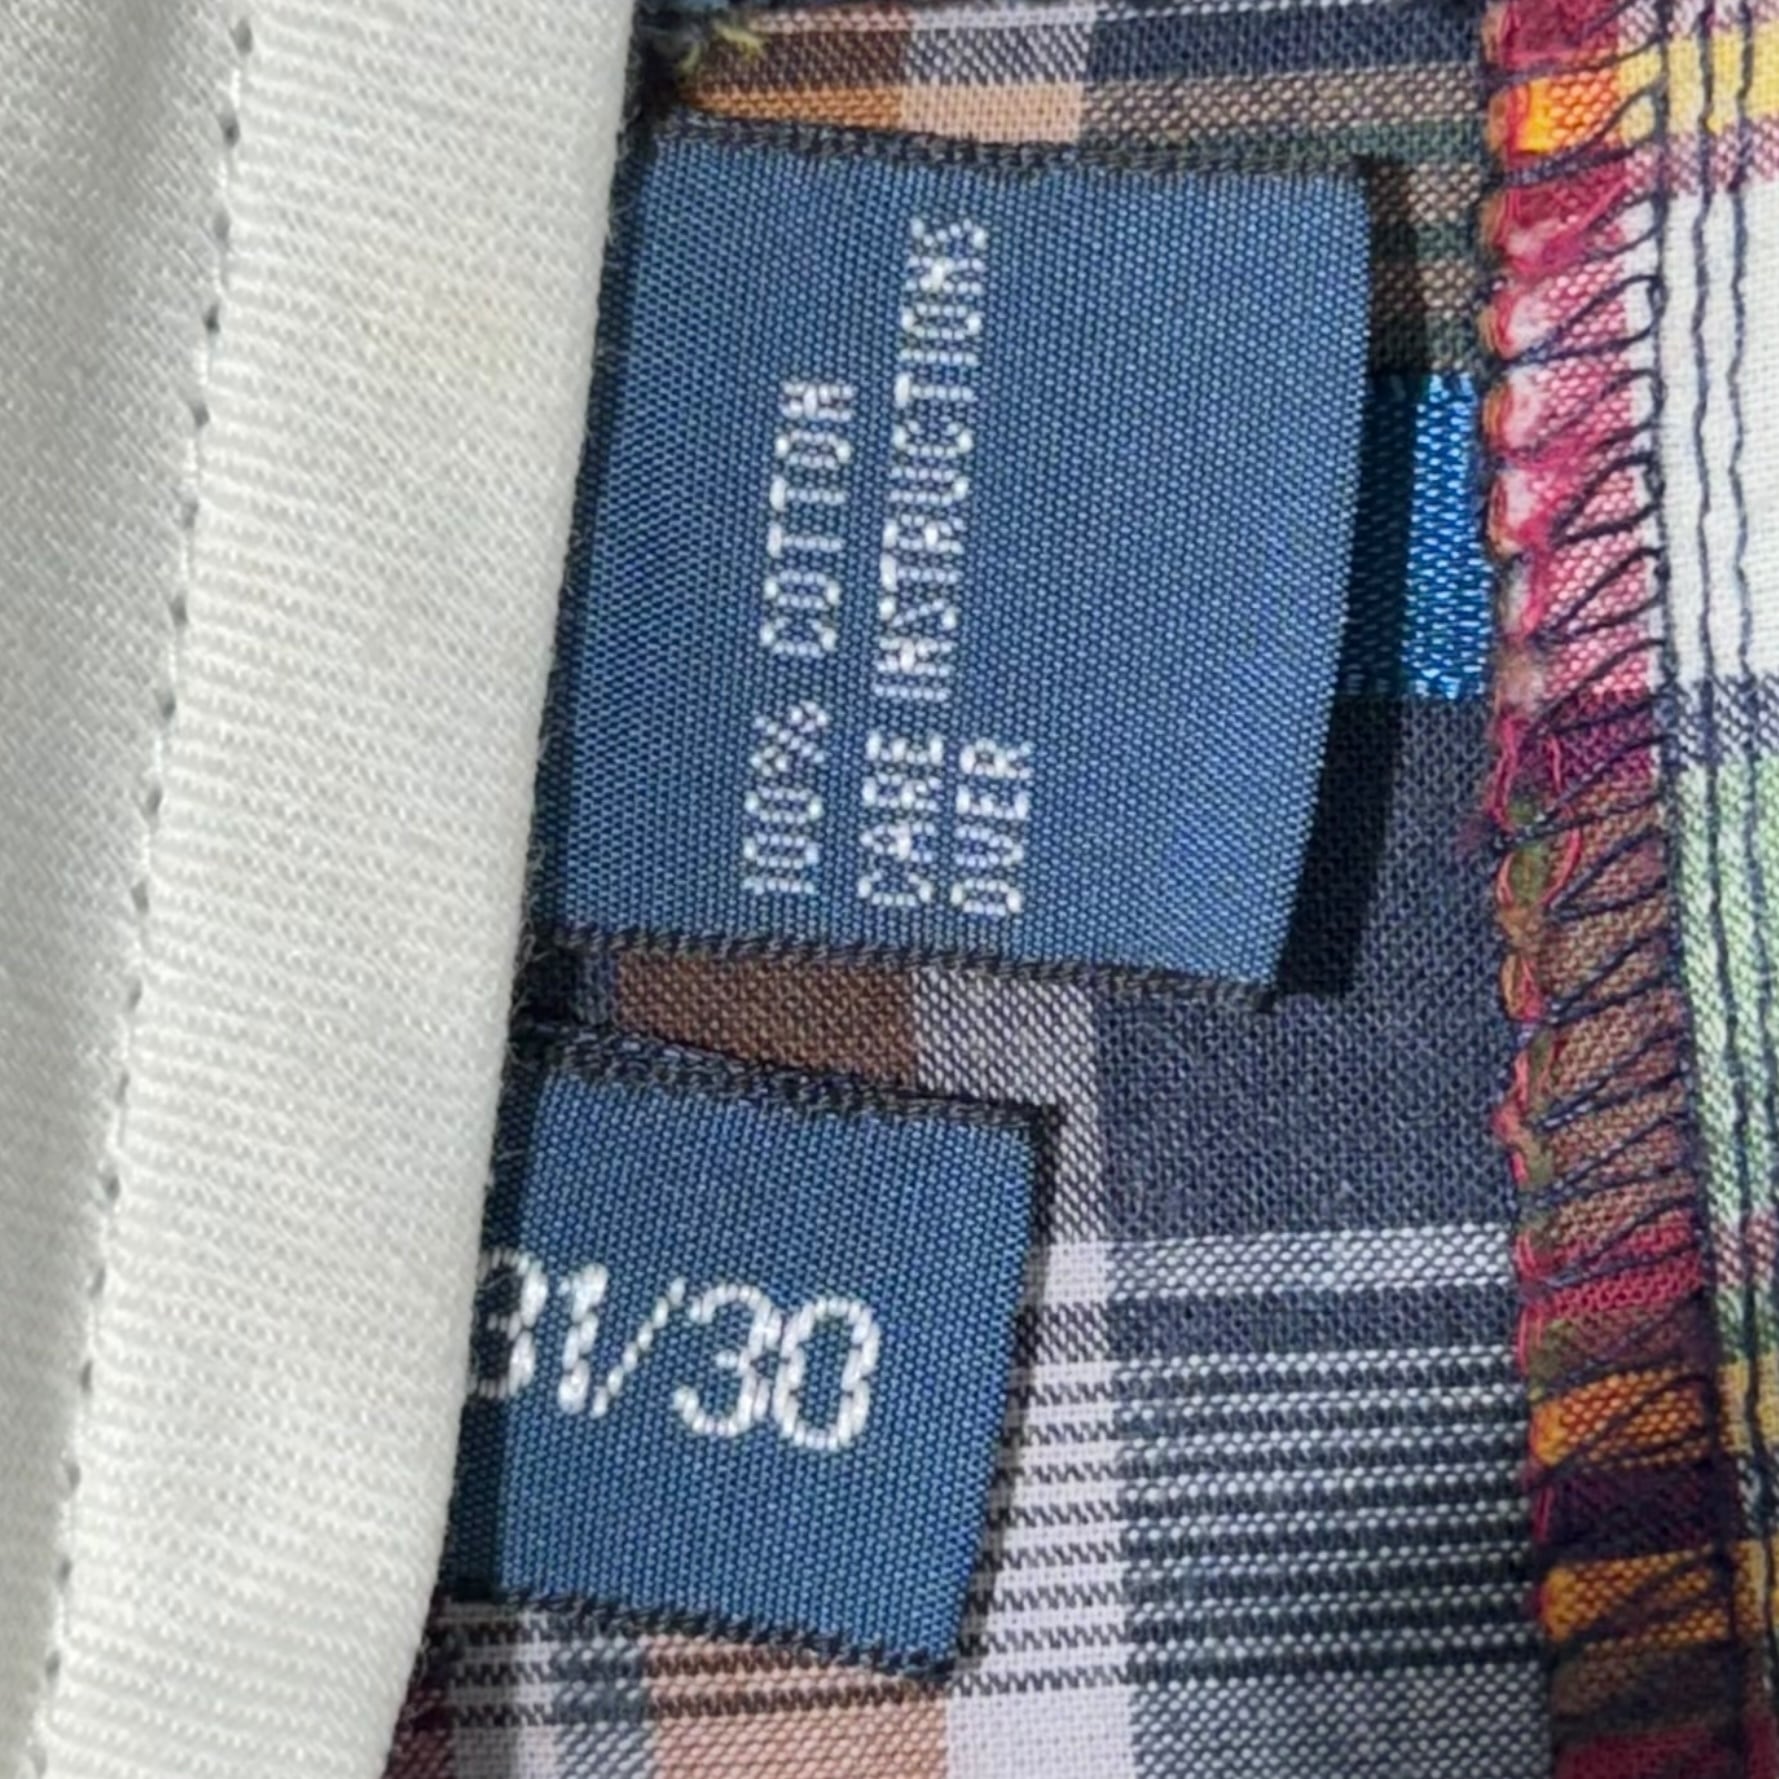 100% COTTON
CARE INSTRUCTIONS
OVER
31/30